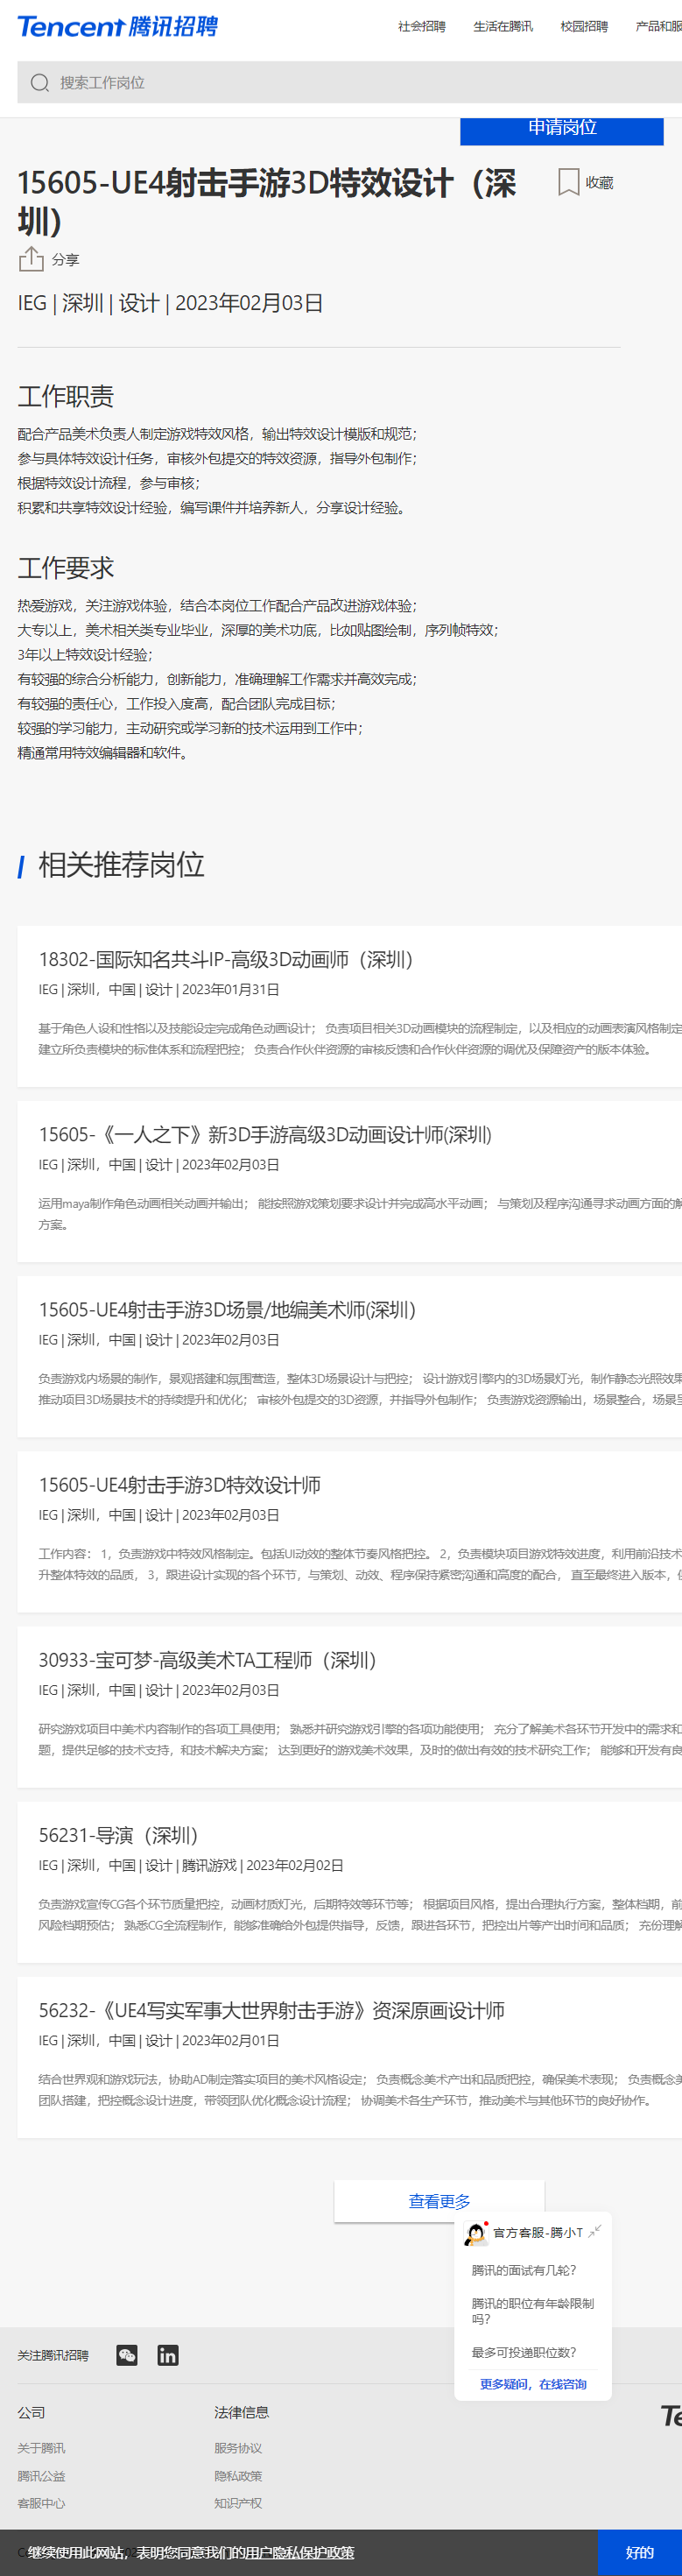 Tencent 腾讯招聘
社会招聘 生活在腾讯 校园招聘 产品和服
搜索工作岗位
申请岗位
15605-UE4射击手游3D特效设计（深
圳）
收藏
分享
IEG | 深圳 | 设计 | 2023年02月03日
工作职责
配合产品美术负责人制定游戏特效风格，输出特效设计模版和规范；
参与具体特效设计任务，审核外包提交的特效资源，指导外包制作；
根据特效设计流程，参与审核；
积累和共享特效设计经验，编写课件并培养新人，分享设计经验。
工作要求
热爱游戏，关注游戏体验，结合本岗位工作配合产品改进游戏体验；
大专以上，美术相关类专业毕业，深厚的美术功底，比如贴图绘制，序列帧特效；
3年以上特效设计经验；
有较强的综合分析能力，创新能力，准确理解工作需求并高效完成；
有较强的责任心，工作投入度高，配合团队完成目标；
较强的学习能力，主动研究或学习新的技术运用到工作中；
精通常用特效编辑器和软件。
相关推荐岗位
18302-国际知名共斗IP-高级3D动画师（深圳）
IEG | 深圳，中国 | 设计 | 2023年01月31日
基于角色人设和性格以及技能设定完成角色动画设计； 负责项目相关3D动画模块的流程制定，以及相应的动画表演风格制定
建立所负责模块的标准体系和流程把控； 负责合作伙伴资源的审核反馈和合作伙伴资源的调优及保障资产的版本体验。
15605-《一人之下》新3D手游高级3D动画设计师(深圳)
IEG | 深圳，中国 | 设计 | 2023年02月03日
运用maya制作角色动画相关动画并输出； 能按照游戏策划要求设计并完成高水平动画； 与策划及程序沟通寻求动画方面的解
方案。
15605-UE4射击手游3D场景/地编美术师(深圳）
IEG | 深圳，中国 | 设计 | 2023年02月03日
负责游戏内场景的制作，景观搭建和氛围营造，整体3D场景设计与把控； 设计游戏引擎内的3D场景灯光，制作静态光照效果
推动项目3D场景技术的持续提升和优化； 审核外包提交的3D资源，并指导外包制作； 负责游戏资源输出，场景整合，场景呈
15605-UE4射击手游3D特效设计师
IEG | 深圳，中国 | 设计 | 2023年02月03日
工作内容： 1，负责游戏中特效风格制定。包括UI动效的整体节奏风格把控。 2，负责模块项目游戏特效进度，利用前沿技术
升整体特效的品质， 3，跟进设计实现的各个环节，与策划、动效、程序保持紧密沟通和高度的配合， 直至最终进入版本，
30933-宝可梦-高级美术TA工程师（深圳）
IEG | 深圳，中国 | 设计 | 2023年02月03日
研究游戏项目中美术内容制作的各项工具使用； 熟悉并研究游戏引擎的各项功能使用； 充分了解美术各环节开发中的需求和
题，提供足够的技术支持，和技术解决方案； 达到更好的游戏美术效果，及时的做出有效的技术研究工作； 能够和开发有良
56231-导演（深圳）
IEG | 深圳，中国 | 设计 | 腾讯游戏 | 2023年02月02日
负责游戏宣传CG各个环节质量把控，动画材质灯光，后期特效等环节等； 根据项目风格，提出合理执行方案，整体档期，前
风险档期预估； 熟悉CG全流程制作，能够准确给外包提供指导，反馈，跟进各环节，把控出片等产出时间和品质； 充份理解
56232-《UE4写实军事大世界射击手游》资深原画设计师
IEG | 深圳，中国 | 设计 | 2023年02月01日
结合世界观和游戏玩法，协助AD制定落实项目的美术风格设定； 负责概念美术产出和品质把控，确保美术表现； 负责概念美
团队搭建，把控概念设计进度，带领团队优化概念设计流程； 协调美术各生产环节，推动美术与其他环节的良好协作。
查看更多
官方客服-腾小T
腾讯的面试有几轮？
腾讯的职位有年龄限制
吗？
最多可投递职位数？
更多疑问，在线咨询
关注腾讯招聘
公司 法律信息
Te
关于腾讯 服务协议
腾讯公益 隐私政策
客服中心 知识产权
继续使用此网站，表明您同意我们的用户隐私保护政策
好的